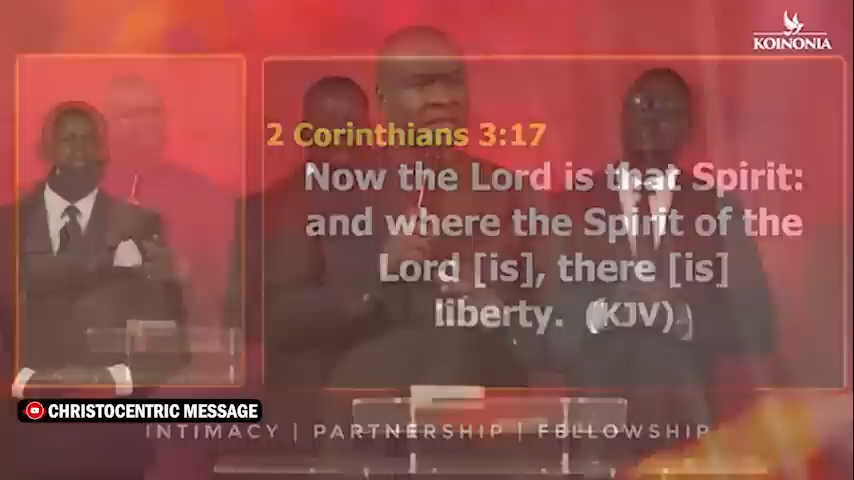 KOINONIA
2 Corinthians 3:17
Now the Lord is that Spirit:
and where the Spirit of the
Lord [is], there [is]
liberty. (KJV)
CHRISTOCENTRIC MESSAGE
INTIMACY | PARTNERSHIP | FELLOWSHIP